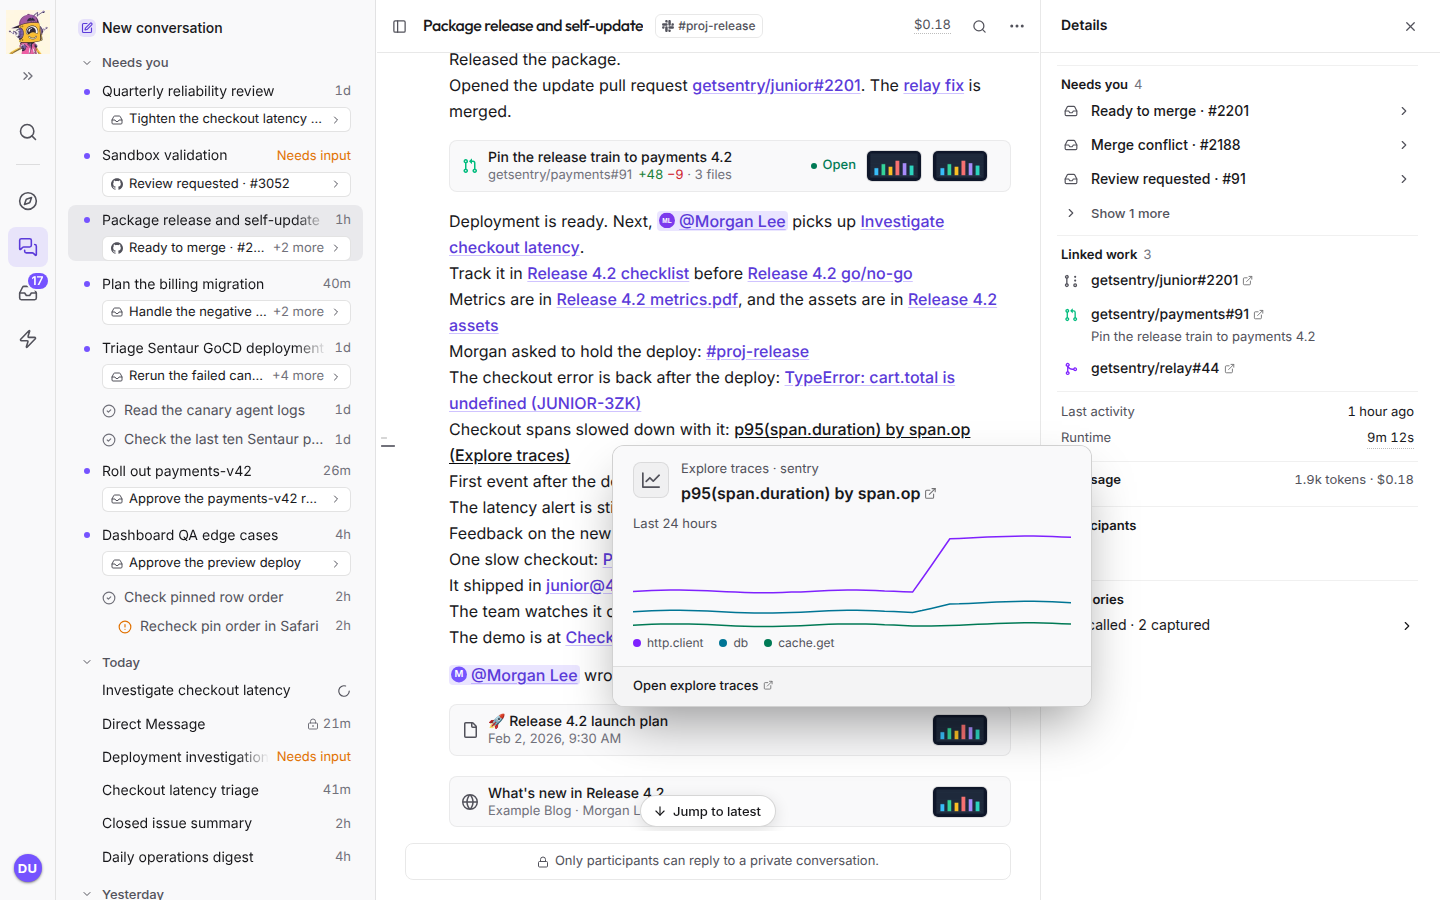 New conversation
Needs you
Quarterly reliability review 1d
Tighten the checkout latency ...
Sandbox validation Needs input
Review requested · #3052
Package release and self-update 1h
Ready to merge · #2... +2 more
Plan the billing migration 40m
Handle the negative ... +2 more
Triage Sentaur GoCD deployment 1d
Rerun the failed can... +4 more
Read the canary agent logs 1d
Check the last ten Sentaur p... 1d
Roll out payments-v42 26m
Approve the payments-v42 r...
Dashboard QA edge cases 4h
Approve the preview deploy
Check pinned row order 2h
Recheck pin order in Safari 2h
Today
Investigate checkout latency
Direct Message 21m
Deployment investigation Needs input
Checkout latency triage 41m
Closed issue summary 2h
Daily operations digest 4h
Yesterday
17
DU
Package release and self-update #proj-release $0.18
Released the package.
Opened the update pull request getsentry/junior#2201. The relay fix is
merged.
Pin the release train to payments 4.2
getsentry/payments#91 +48 −9 · 3 files
Open
Deployment is ready. Next, ML @Morgan Lee picks up Investigate
checkout latency.
Track it in Release 4.2 checklist before Release 4.2 go/no-go
Metrics are in Release 4.2 metrics.pdf, and the assets are in Release 4.2
assets
Morgan asked to hold the deploy: #proj-release
The checkout error is back after the deploy: TypeError: cart.total is
undefined (JUNIOR-3ZK)
Checkout spans slowed down with it: p95(span.duration) by span.op
(Explore traces)
First event after the de
The latency alert is sti
Feedback on the new
One slow checkout: P
It shipped in junior@4
The team watches it o
The demo is at Check
M @Morgan Lee wro
Explore traces · sentry
p95(span.duration) by span.op
Last 24 hours
http.client db cache.get
Open explore traces
🚀 Release 4.2 launch plan
Feb 2, 2026, 9:30 AM
What's new in Release 4.2
Example Blog · Morgan L
Jump to latest
Only participants can reply to a private conversation.
Details
Needs you 4
Ready to merge · #2201
Merge conflict · #2188
Review requested · #91
Show 1 more
Linked work 3
getsentry/junior#2201
getsentry/payments#91
Pin the release train to payments 4.2
getsentry/relay#44
Last activity 1 hour ago
Runtime 9m 12s
sage 1.9k tokens · $0.18
cipants
ories
called · 2 captured